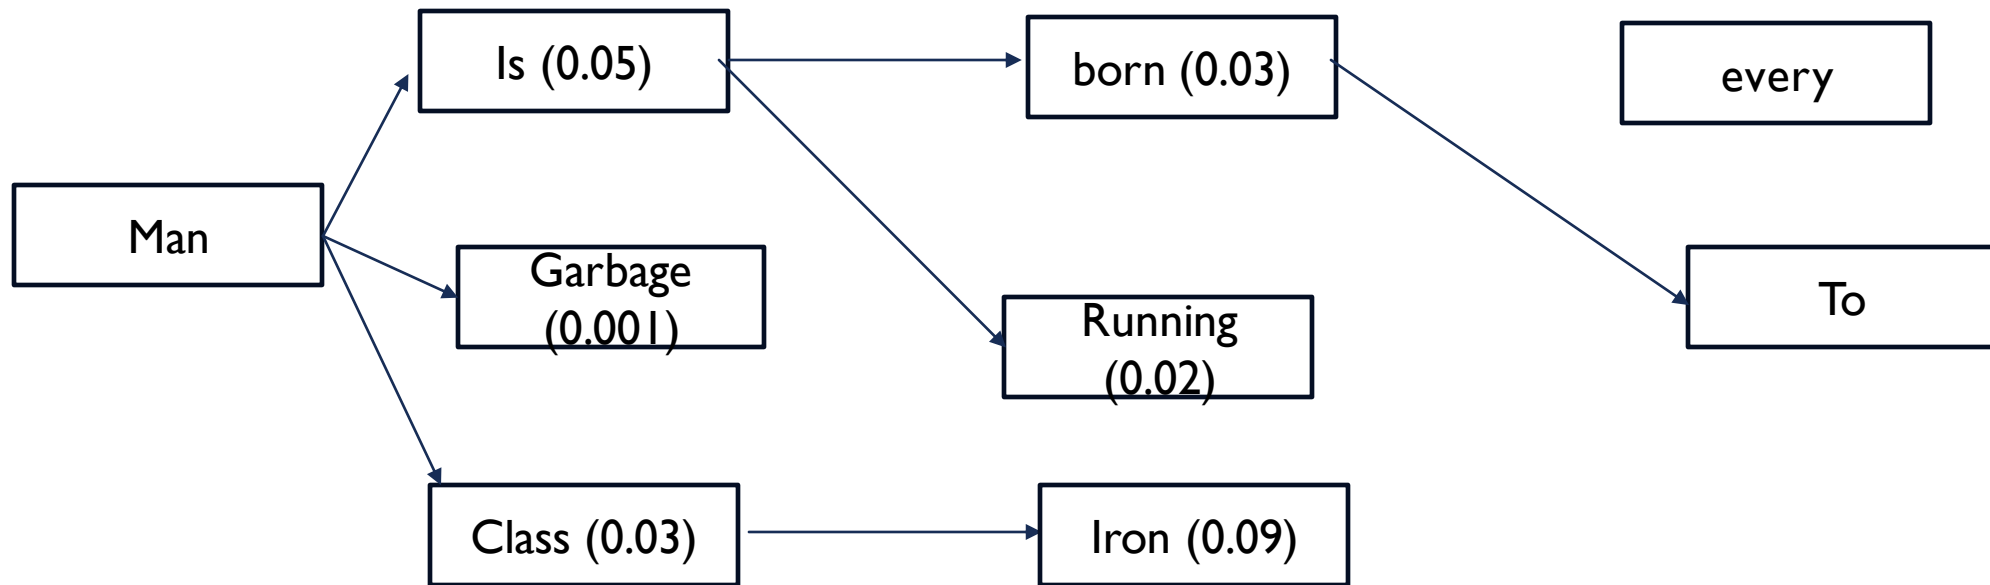 Is (0.05)
born (0.03)
every
Man
Garbage
(0.001)
Running
(0.02)
To
Class (0.03)
Iron (0.09)